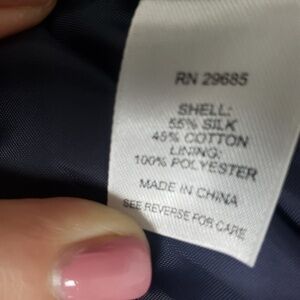 RN 29685
SHELL:
55% SILK
45% COTTON
LINING:
100% POLYESTER
MADE IN CHINA
SEE REVERSE FOR CARE